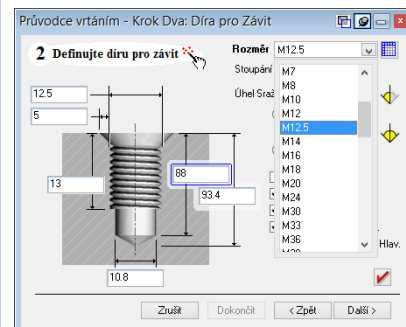 Průvodce vrtáním - Krok Dva: Díra pro Závit
2 Definujte díru pro závit
Rozměr M12.5
Stoupání
Úhel Sraž
M7
M8
M10
M12
M12.5
M14
M16
M18
M20
M24
M30
M33
M36
12.5
5
13
88
93.4
10.8
Hlav.
Zrušit
Dokončit
< Zpět
Další >